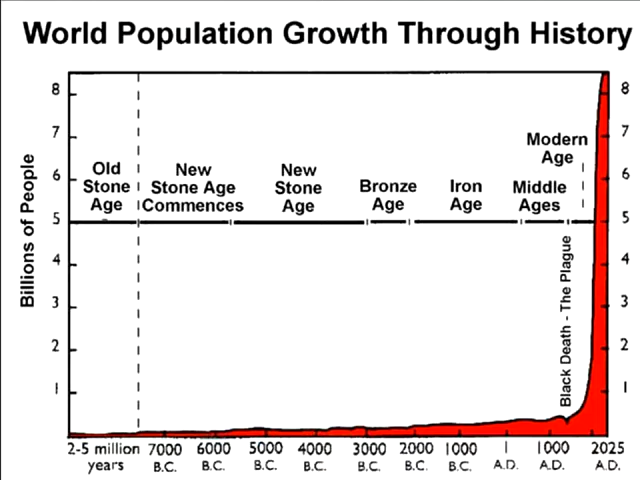 World Population Growth Through History
Billions of People
8
7
6
5
4
3
2
1
Old
Stone
Age
New
Stone Age
Commences
New
Stone
Age
Bronze
Age
Iron
Age
Middle
Ages
Modern
Age
Black Death - The Plague
8
7
6
5
4
3
2
1
2-5 million
years
7000
B.C.
6000
B.C.
5000
B.C.
4000
B.C.
3000
B.C.
2000
B.C.
1000
B.C.
1
A.D.
1000
A.D.
2025
A.D.